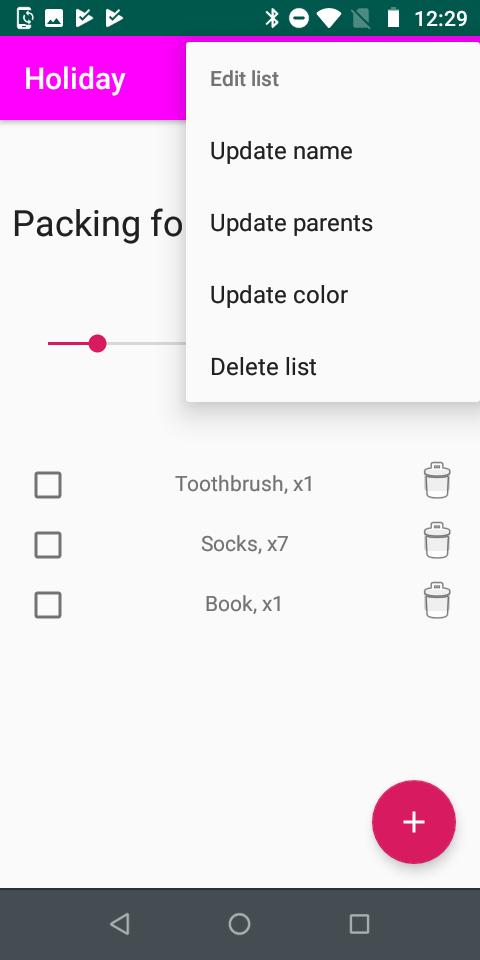 12:29
Holiday
Edit list
Update name
Packing fo
Update parents
Update color
Delete list
Toothbrush, x1
Socks, x7
Book, x1